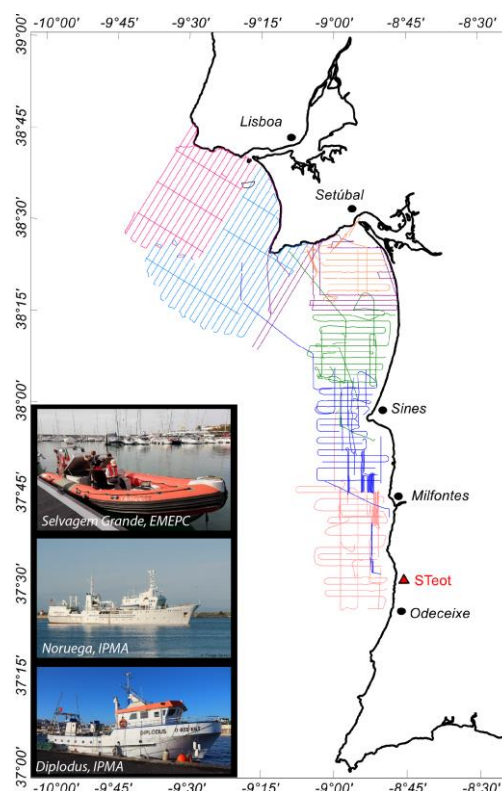 -10°00' -9°45' -9°30' -9°15' -9°00' -8°45' -8°30'
39°00'
38°45'
38°30'
38°15'
38°00'
37°45'
37°30'
37°15'
37°00'
Lisboa
Setúbal
Sines
Milfontes
STeot
Odeceixe
Selvagem Grande, EMEPC
Noruega, IPMA
DIPLODUS
Diplodus, IPMA
-10°00' -9°45' -9°30' -9°15' -9°00' -8°45' -8°30'